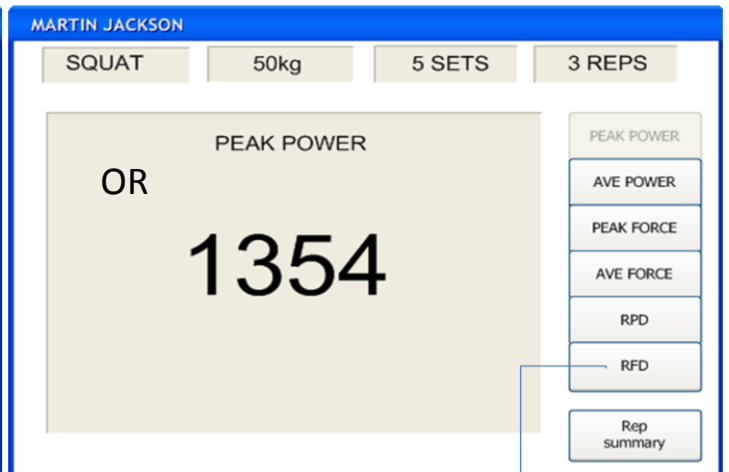 MARTIN JACKSON
SQUAT 50kg 5 SETS 3 REPS
PEAK POWER
OR
1354
PEAK POWER
AVE POWER
PEAK FORCE
AVE FORCE
RPD
RFD
Rep
summary